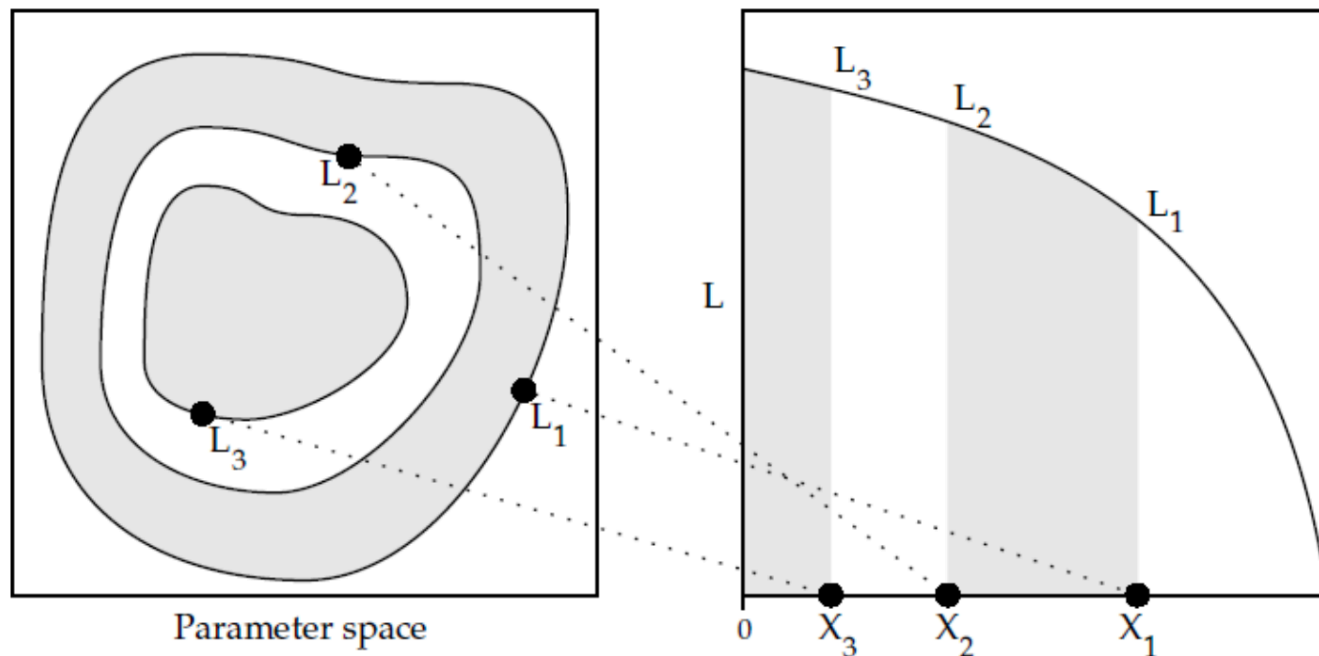 L₂
L₃
L₁
Parameter space
L₃
L₂
L₁
L
0
X₃
X₂
X₁